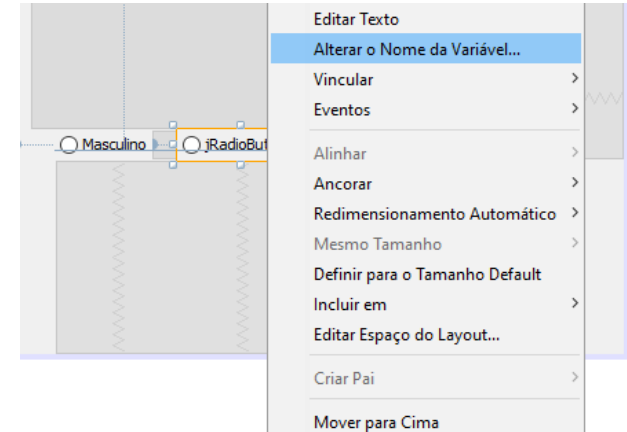 Editar Texto
Alterar o Nome da Variável...
Vincular
Eventos
Masculino
jRadioBut
Alinhar
Ancorar
Redimensionamento Automático
Mesmo Tamanho
Definir para o Tamanho Default
Incluir em
Editar Espaço do Layout...
Criar Pai
Mover para Cima